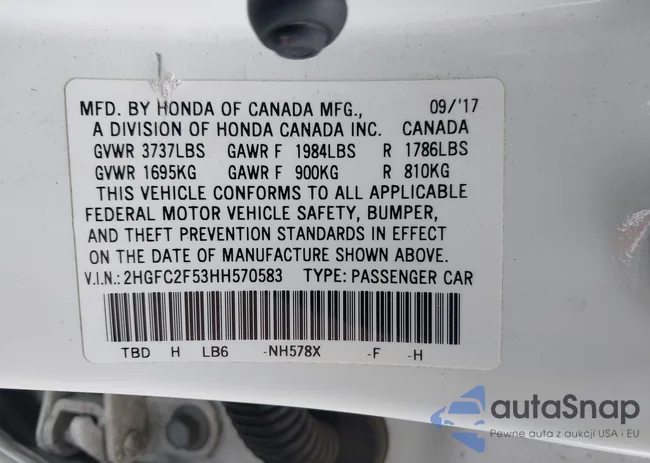 MFD. BY HONDA OF CANADA MFG., 09/'17
A DIVISION OF HONDA CANADA INC. CANADA
GVWR 3737LBS GAWR F 1984LBS R 1786LBS
GVWR 1695KG GAWR F 900KG R 810KG
THIS VEHICLE CONFORMS TO ALL APPLICABLE
FEDERAL MOTOR VEHICLE SAFETY, BUMPER,
AND THEFT PREVENTION STANDARDS IN EFFECT
ON THE DATE OF MANUFACTURE SHOWN ABOVE.
V.I.N.: 2HGFC2F53HH570583 TYPE: PASSENGER CAR
TBD H LB6 -NH578X -F -H
autaSnap
Pewne auta z aukcji USA i EU